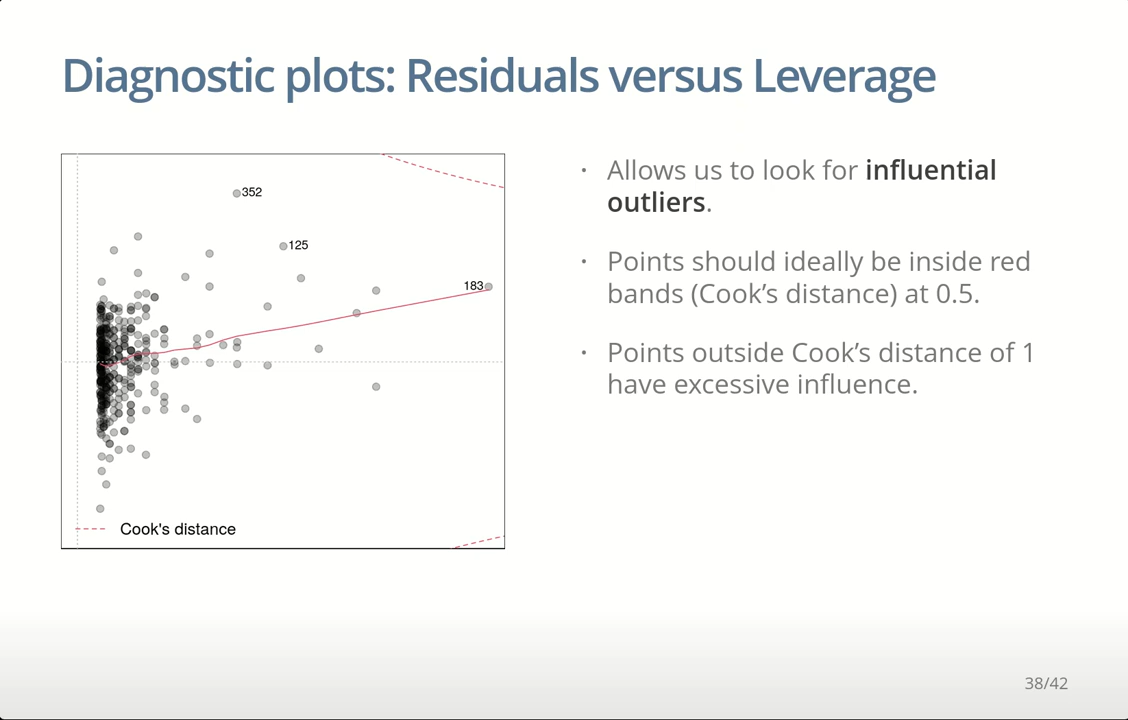 Diagnostic plots: Residuals versus Leverage
352
125
183
Cook's distance
· Allows us to look for influential
outliers.
· Points should ideally be inside red
bands (Cook’s distance) at 0.5.
· Points outside Cook’s distance of 1
have excessive influence.
38/42